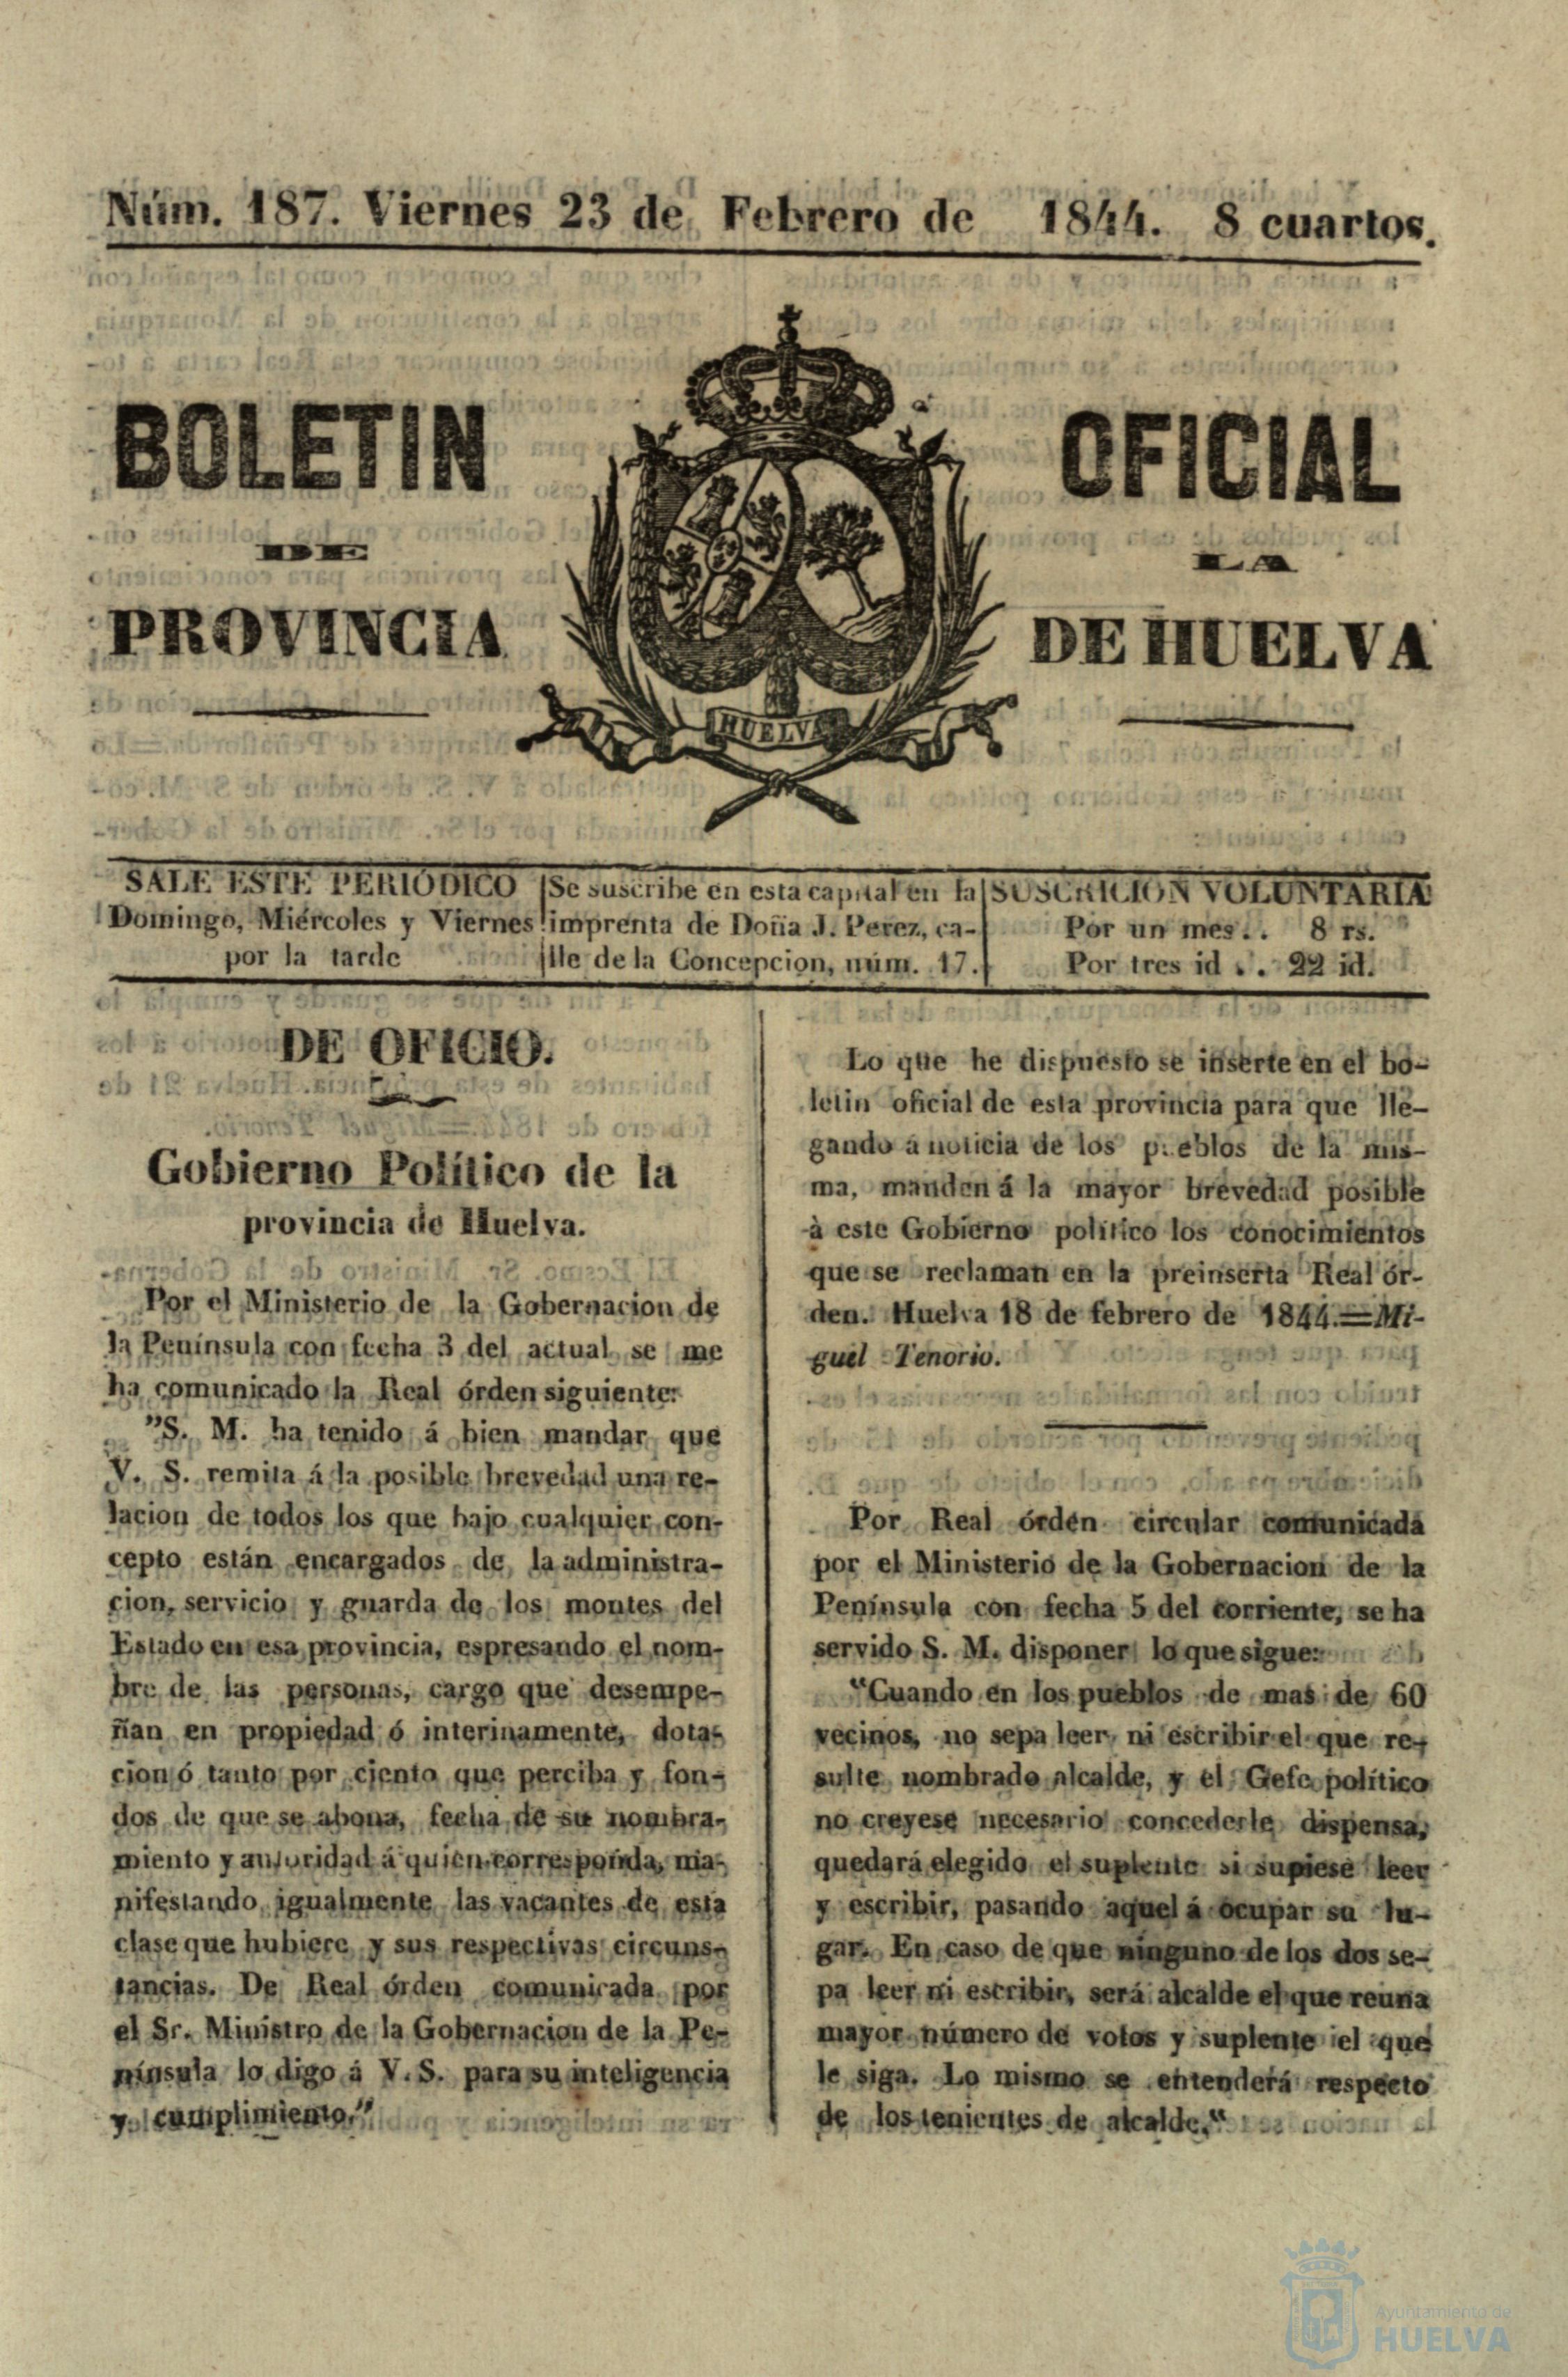 Núm. 187. Viernes 23 de Febrero de 1844. 8 cuartos.
BOLETIN OFICIAL
DE LA
PROVINCIA DE HUELVA
HUELVA
SALE ESTE PERIÓDICO
Domingo, Miércoles y Viernes
por la tarde
Se suscribe en esta capital en la
imprenta de Doña J. Perez, ca-
lle de la Concepcion, núm. 17.
SUSCRICION VOLUNTARIA
Por un mes.. 8 rs.
Por tres id . . 22 id.
DE OFICIO.
Gobierno Político de la
provincia de Huelva.
Por el Ministerio de la Gobernacion de
la Península con fecha 3 del actual se me
ha comunicado la Real órden siguiente:
"S. M. ha tenido á bien mandar que
V. S. remita á la posible brevedad una re-
lacion de todos los que bajo cualquier con-
cepto están encargados de la administra-
cion, servicio y guarda de los montes del
Estado en esa provincia, espresando el nom-
bre de las personas, cargo que desempe-
ñan en propiedad ó interinamente, dota-
cion ó tanto por ciento que perciba y fon-
dos de que se abona, fecha de su nombra-
miento y autoridad á quien corresponda, ma-
nifestando igualmente las vacantes de esta
clase que hubiere y sus respectivas circuns-
tancias. De Real órden comunicada por
el Sr. Ministro de la Gobernacion de la Pe-
nínsula lo digo á V. S. para su inteligencia
y cumplimiento."
Lo que he dispuesto se inserte en el bo-
letin oficial de esta provincia para que lle-
gando á noticia de los pueblos de la mis-
ma, manden á la mayor brevedad posible
à este Gobierno político los conocimientos
que se reclaman en la preinserta Real ór-
den. Huelva 18 de febrero de 1844.=Mi-
guel Tenorio.
Por Real órden circular comunicada
por el Ministerio de la Gobernacion de la
Península con fecha 5 del corriente, se ha
servido S. M. disponer lo que sigue:
"Cuando en los pueblos de mas de 60
vecinos, no sepa leer ni escribir el que re-
sulte nombrado alcalde, y el Gefe político
no creyese necesario concederle dispensa,
quedará elegido el suplente si supiese leer
y escribir, pasando aquel á ocupar su lu-
gar. En caso de que ninguno de los dos se-
pa leer ni escribir, será alcalde el que reuna
mayor número de votos y suplente el que
le siga. Lo mismo se entenderá respecto
de los tenientes de alcalde."
Ayuntamiento de
HUELVA